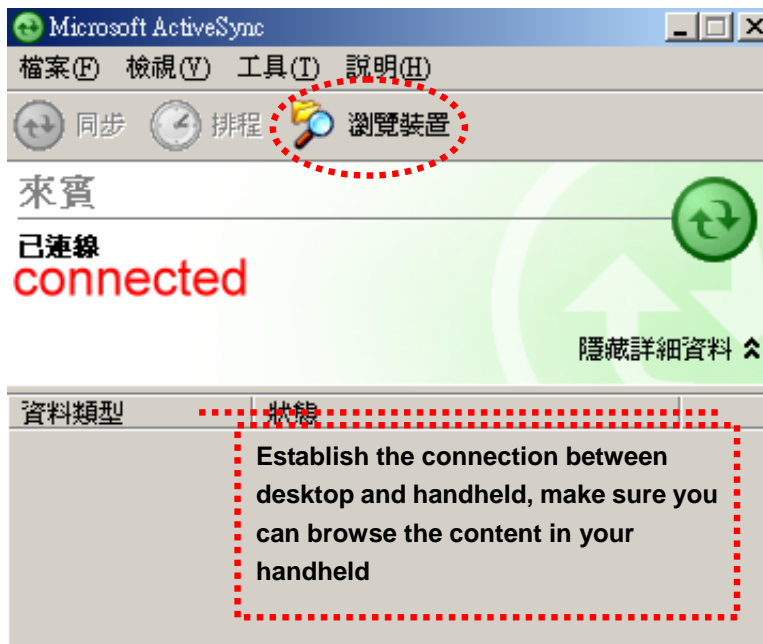 Microsoft ActiveSync
檔案(F) 檢視(V) 工具(T) 說明(H)
同步 排程 瀏覽裝置
來賓
已連線
connected
隱藏詳細資料
資料類型 狀態
Establish the connection between
desktop and handheld, make sure you
can browse the content in your
handheld